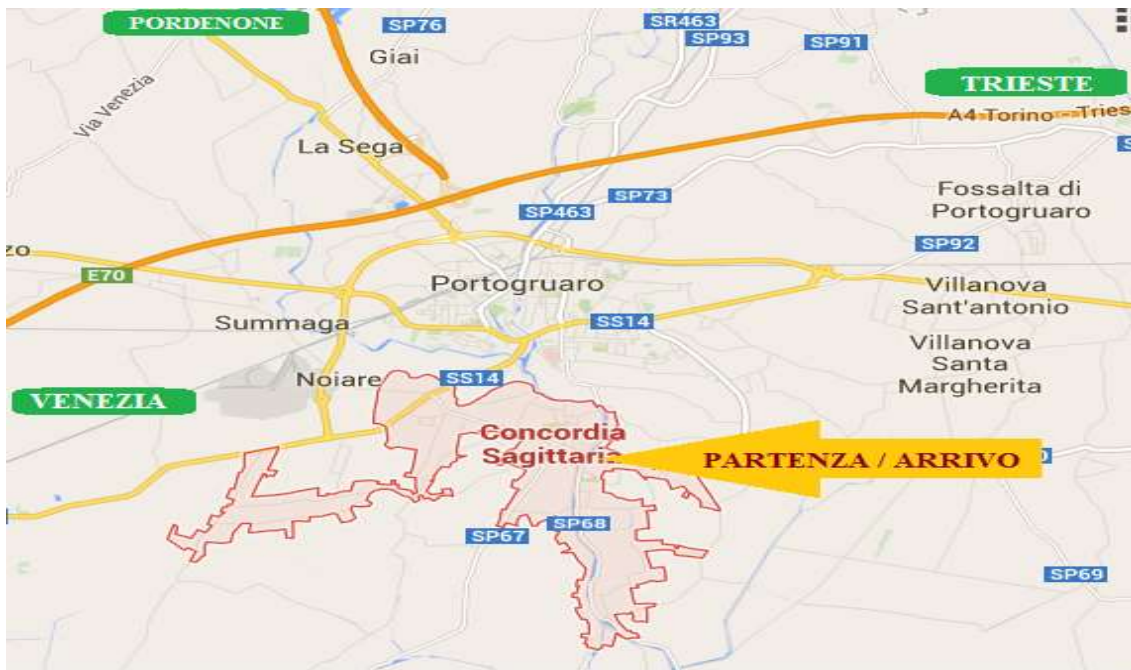 PORDENONE
SP76
SR463
SP93
SP91
Giai
TRIESTE
Via Venezia
A4 Torino - Tries
La Sega
SP73
SP463
Fossalta di
Portogruaro
SP92
E70
Portogruaro
Villanova
Sant'antonio
Summaga
SS14
Villanova
Santa
Margherita
Noiare
SS14
VENEZIA
Concordia
Sagittaria
PARTENZA / ARRIVO
SP67
SP68
SP69